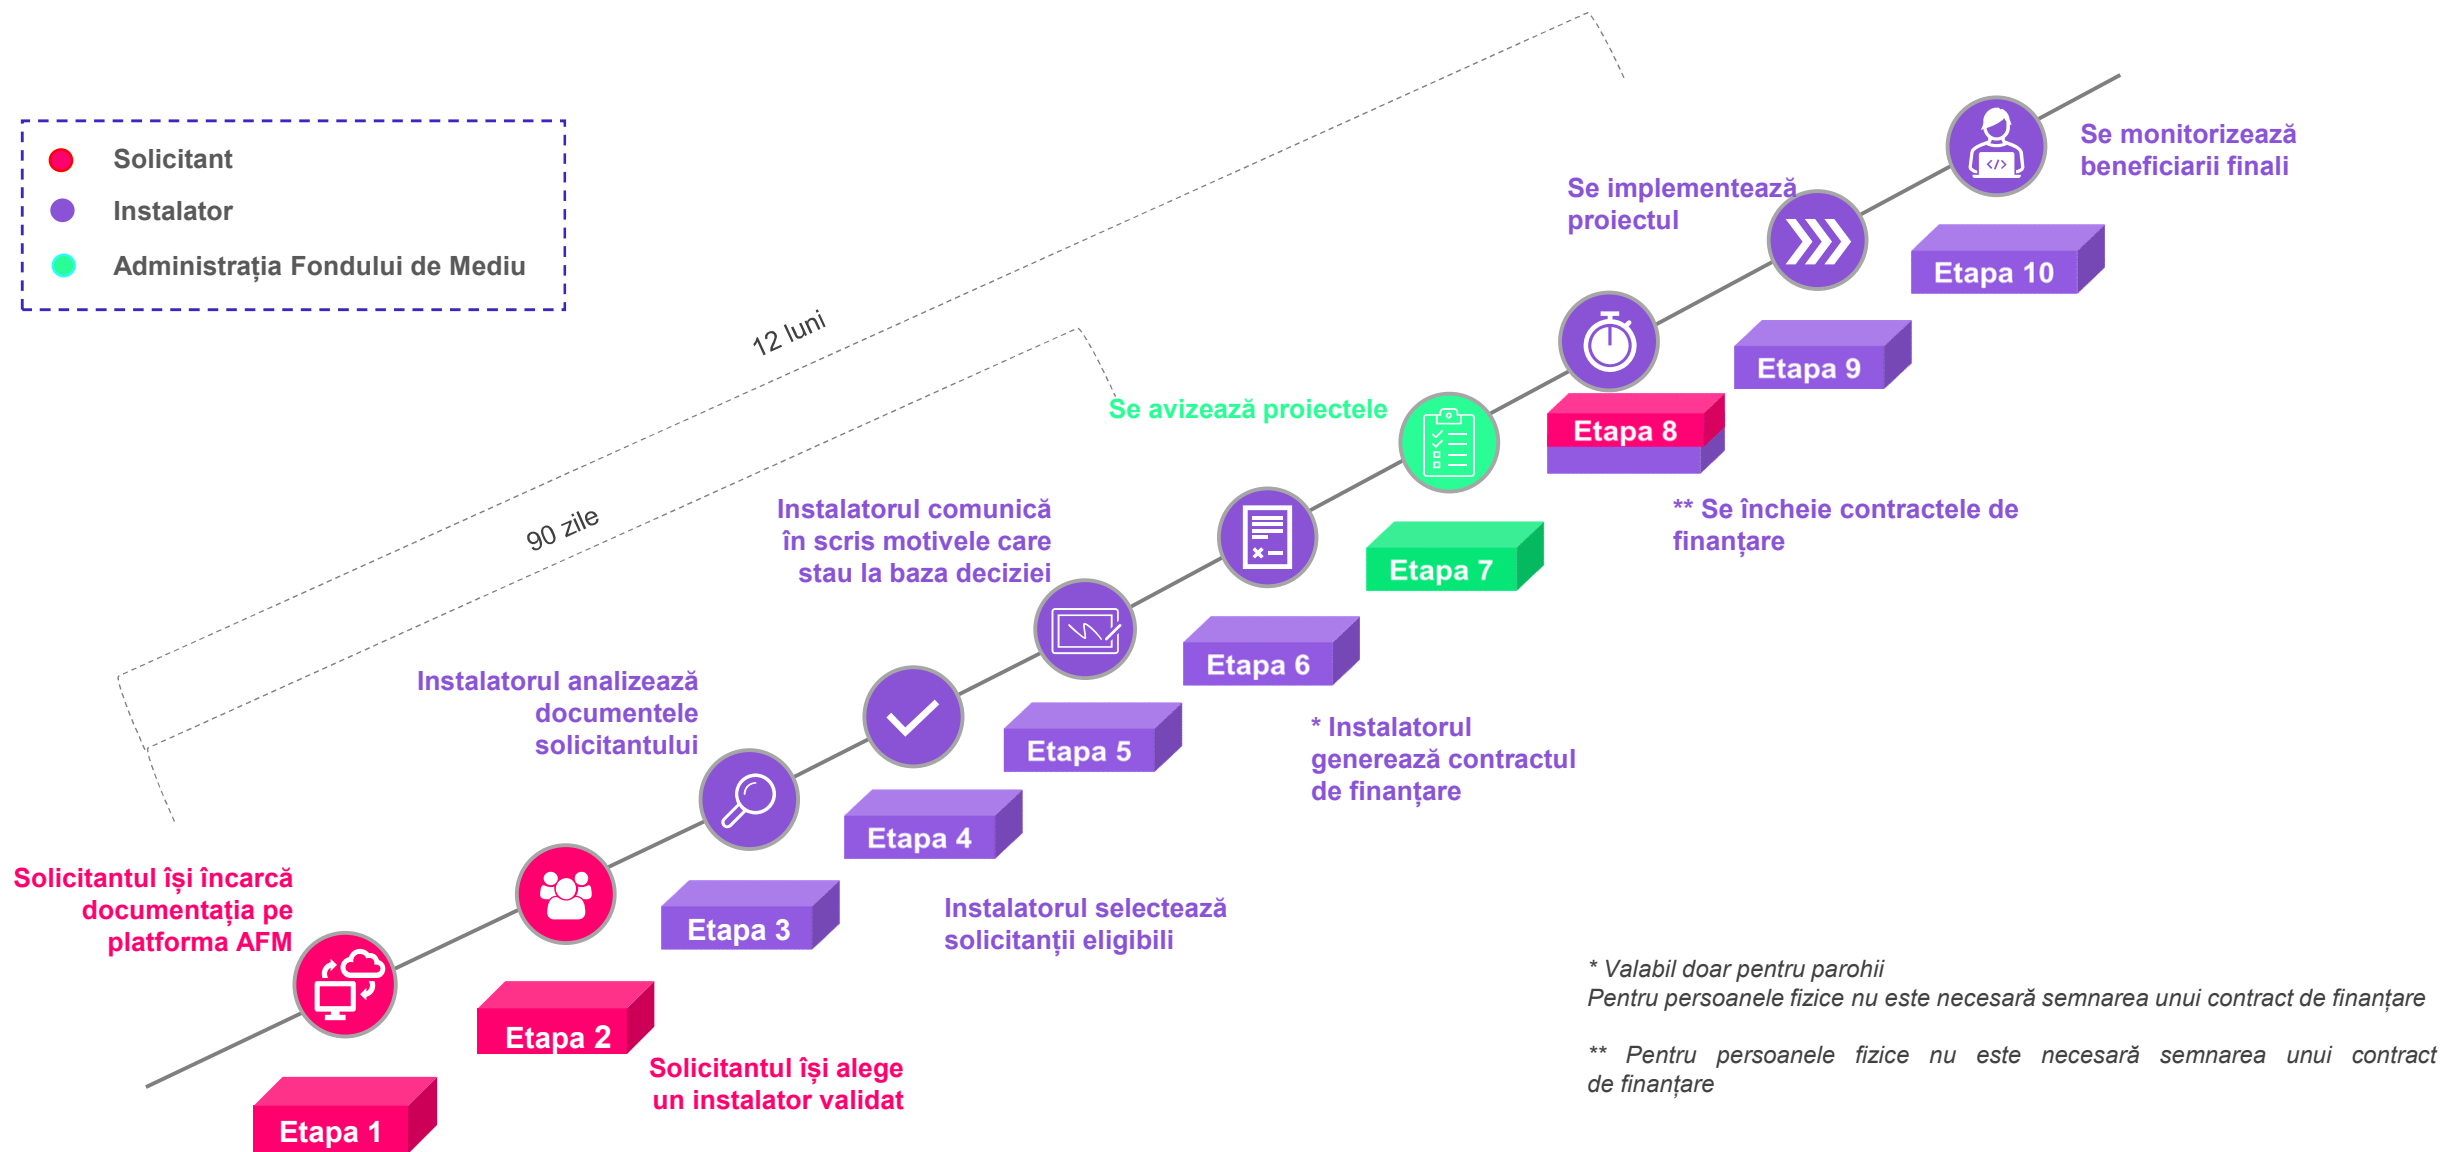 Solicitant
Instalator
Administrația Fondului de Mediu
12 luni
90 zile
Solicitantul își încarcă
documentația pe
platforma AFM
Etapa 1
Etapa 2
Solicitantul își alege
un instalator validat
Instalatorul analizează
documentele
solicitantului
Etapa 3
Etapa 4
Instalatorul selectează
solicitanții eligibili
Instalatorul comunică
în scris motivele care
stau la baza deciziei
Etapa 5
Etapa 6
* Instalatorul
generează contractul
de finanțare
Se avizează proiectele
Etapa 7
Etapa 8
** Se încheie contractele de
finanțare
Se implementează
proiectul
Etapa 9
Se monitorizează
beneficiarii finali
Etapa 10
* Valabil doar pentru parohii
Pentru persoanele fizice nu este necesară semnarea unui contract de finanțare
** Pentru persoanele fizice nu este necesară semnarea unui contract
de finanțare